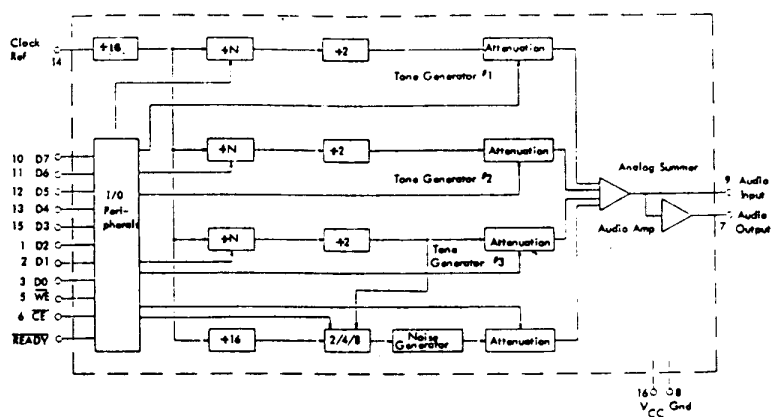 Clock
Ref
14
÷16
÷N
÷2
Attenuation
Tone Generator #1
10 D7
11 D6
12 D5
13 D4
15 D3
1 D2
2 D1
3 D0
5 WE
6 CE
READY
I/O
Peri-
pherals
÷N
÷2
Attenuation
Tone Generator #2
÷N
÷2
Attenuation
Tone
Generator #3
÷16
2/4/8
Noise
Generator
Attenuation
Analog Summer
Audio Amp
9 Audio
Input
Audio
7 Output
16 8
VCC Gnd